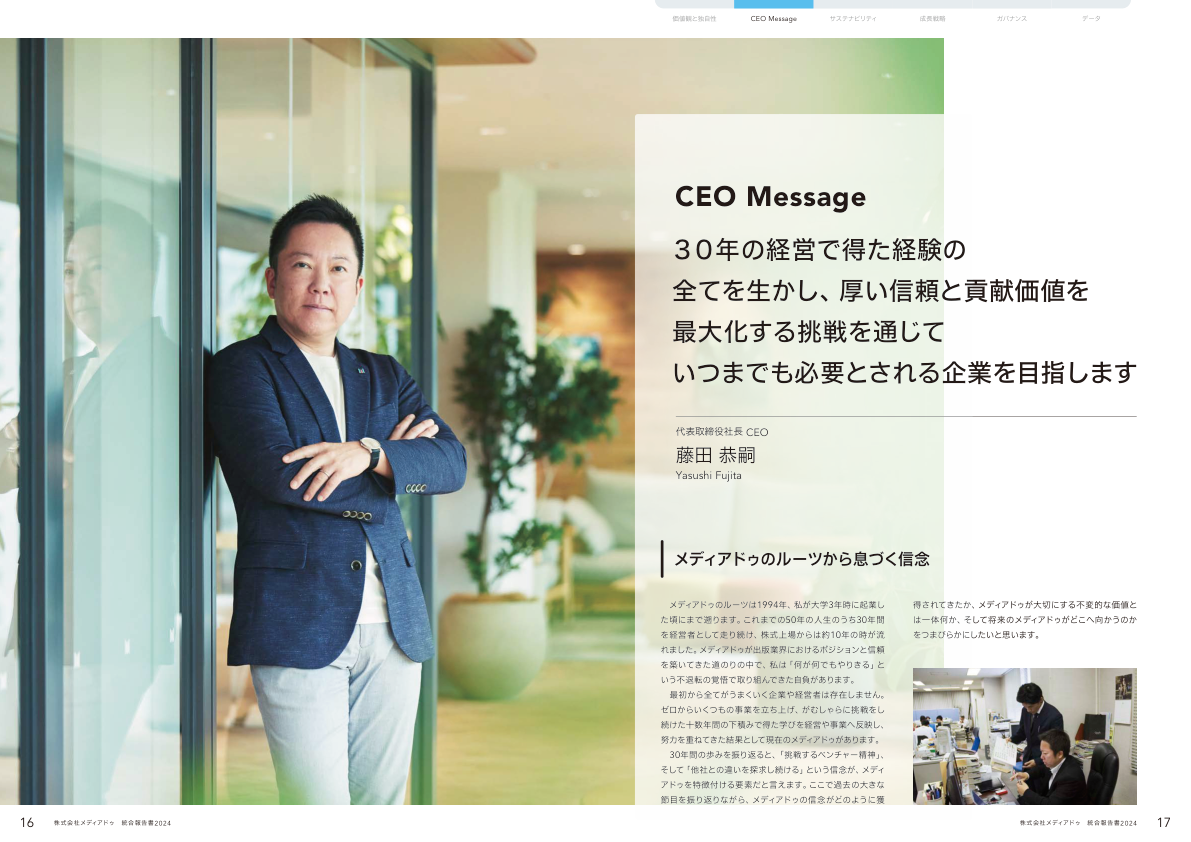 価値観と独自性
CEO Message
サステナビリティ
成長戦略
ガバナンス
データ
CEO Message
30年の経営で得た経験の
全てを生かし、厚い信頼と貢献価値を
最大化する挑戦を通じて
いつまでも必要とされる企業を目指します
代表取締役社長 CEO
藤田 恭嗣
Yasushi Fujita
メディアドゥのルーツから息づく信念
メディアドゥのルーツは1994年、私が大学3年時に起業し
た頃にまで遡ります。これまでの50年の人生のうち30年間
を経営者として走り続け、株式上場からは約10年の時が流
れました。メディアドゥが出版業界におけるポジションと信頼
を築いてきた道のりの中で、私は「何が何でもやりきる」と
いう不退転の覚悟で取り組んできた自負があります。
最初から全てがうまくいく企業や経営者は存在しません。
ゼロからいくつもの事業を立ち上げ、がむしゃらに挑戦をし
続けた十数年間の下積みで得た学びを経営や事業へ反映し、
努力を重ねてきた結果として現在のメディアドゥがあります。
30年間の歩みを振り返ると、「挑戦するベンチャー精神」、
そして「他社との違いを探求し続ける」という信念が、メディ
アドゥを特徴付ける要素だと言えます。ここで過去の大きな
節目を振り返りながら、メディアドゥの信念がどのように獲
得されてきたか、メディアドゥが大切にする不変的な価値と
は一体何か、そして将来のメディアドゥがどこへ向かうのか
をつまびらかにしたいと思います。
16
株式会社メディアドゥ 統合報告書2024
株式会社メディアドゥ 統合報告書2024
17